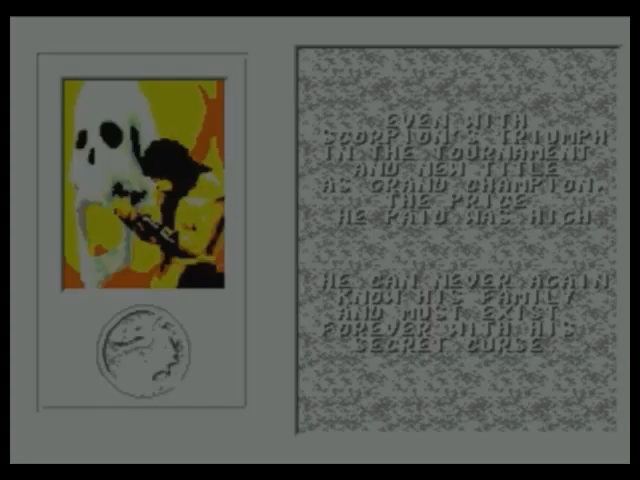 EVEN WITH
SCORPION'S TRIUMPH
IN THE TOURNAMENT
AND NEW TITLE
AS GRAND CHAMPION,
THE PRICE
HE PAID WAS HIGH
HE CAN NEVER AGAIN
KNOW HIS FAMILY
AND MUST EXIST
FOREVER WITH HIS
SECRET CURSE